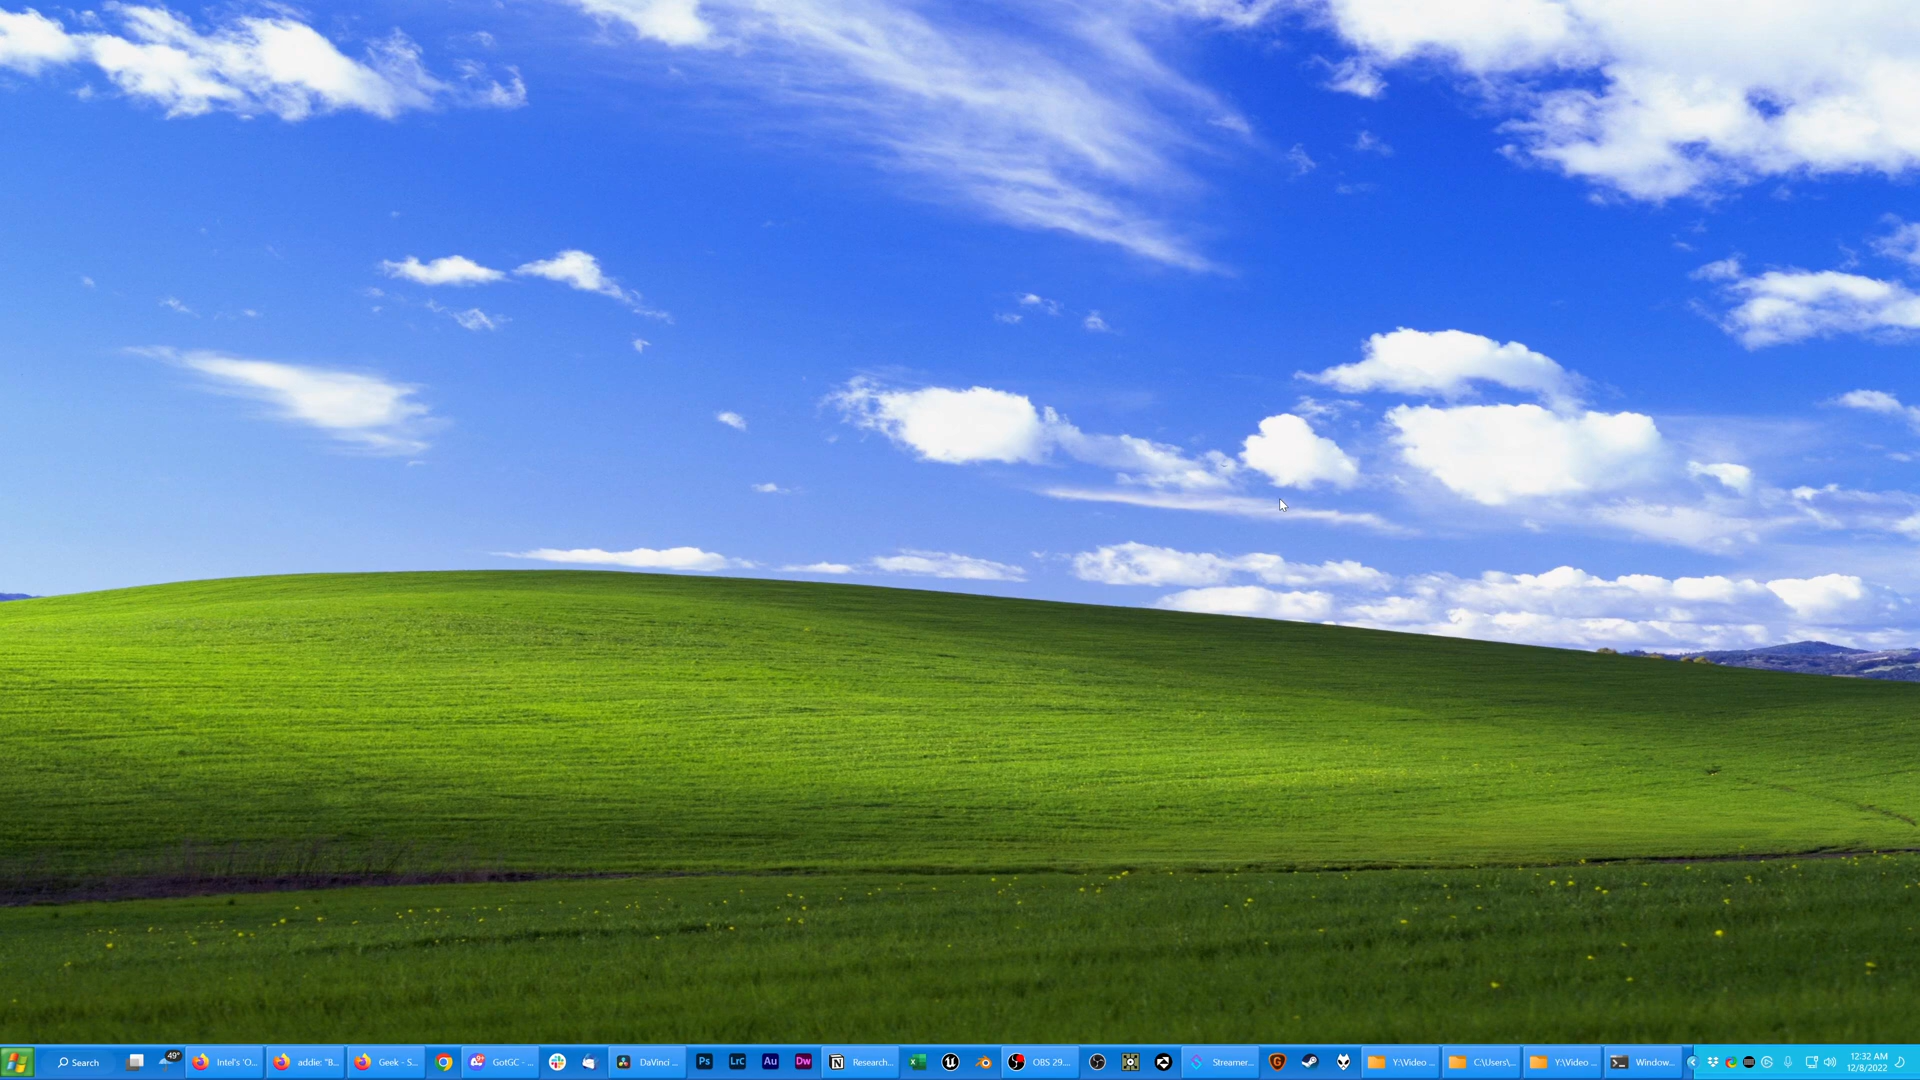 Search
49°
Intel's 'O...
addie: "B...
Geek - S...
9+
GotGC - ...
DaVinci ...
Ps
LrC
Au
Dw
Research...
OBS 29....
Streamer...
Y:\Video ...
C:\Users\...
Y:\Video ...
Window...
12:32 AM
12/8/2022